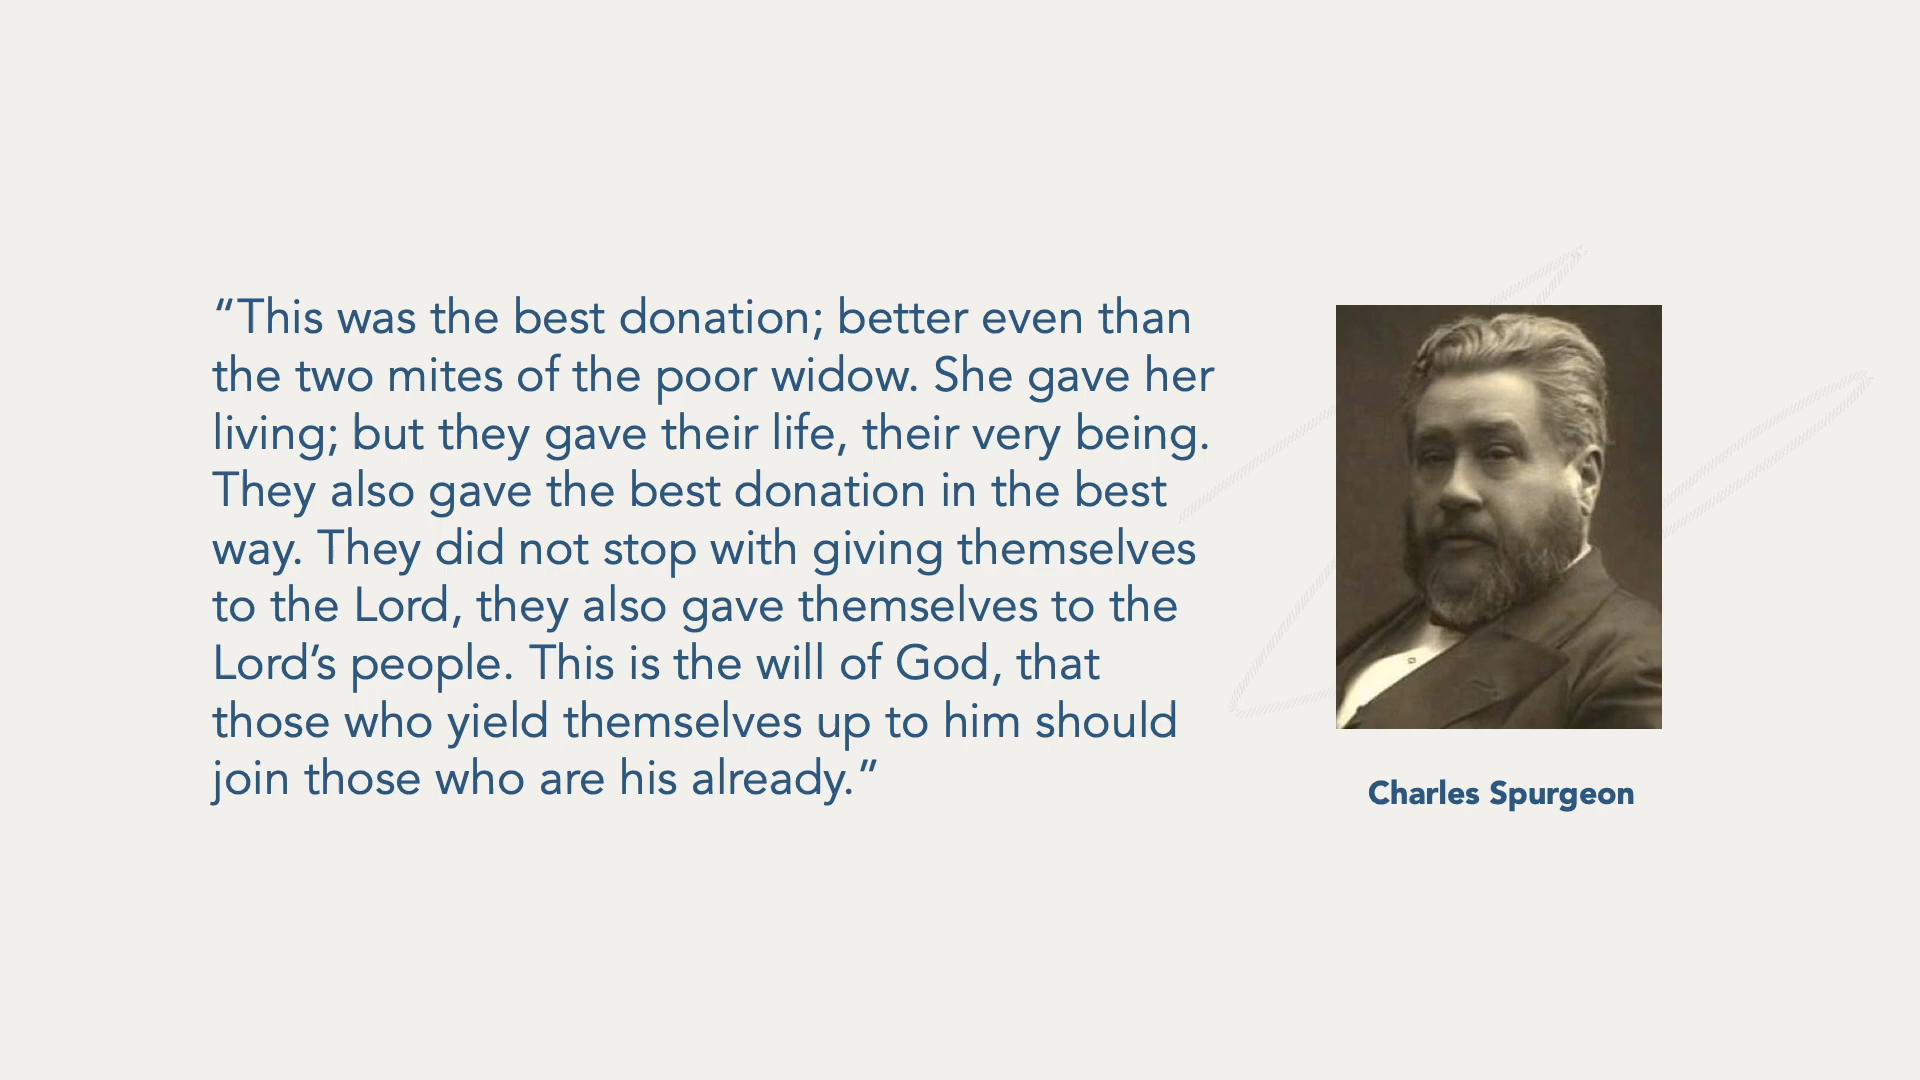 “This was the best donation; better even than
the two mites of the poor widow. She gave her
living; but they gave their life, their very being.
They also gave the best donation in the best
way. They did not stop with giving themselves
to the Lord, they also gave themselves to the
Lord’s people. This is the will of God, that
those who yield themselves up to him should
join those who are his already.”
Charles Spurgeon